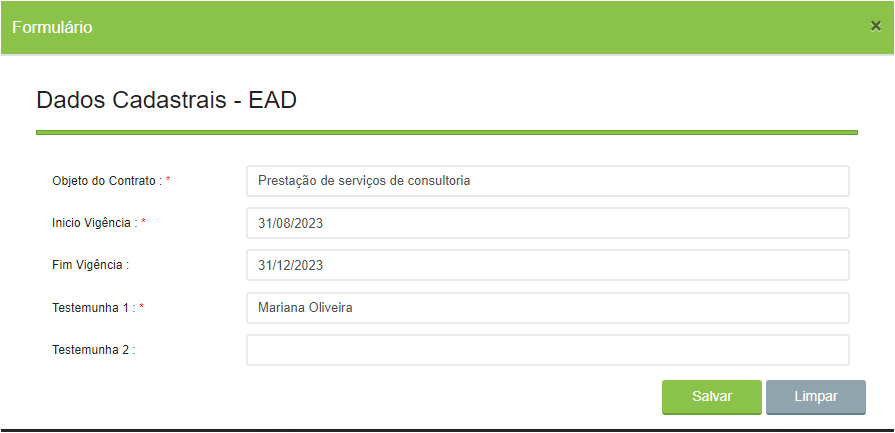 Formulário ×
Dados Cadastrais - EAD
Objeto do Contrato : * Prestação de serviços de consultoria
Inicio Vigência : * 31/08/2023
Fim Vigência : 31/12/2023
Testemunha 1 : * Mariana Oliveira
Testemunha 2 :
Salvar Limpar